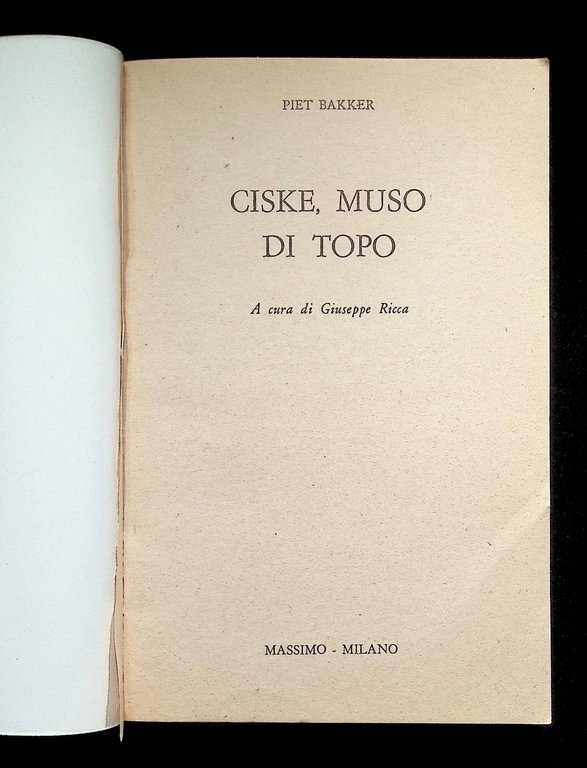 PIET BAKKER
CISKE, MUSO
DI TOPO
A cura di Giuseppe Ricca
MASSIMO - MILANO